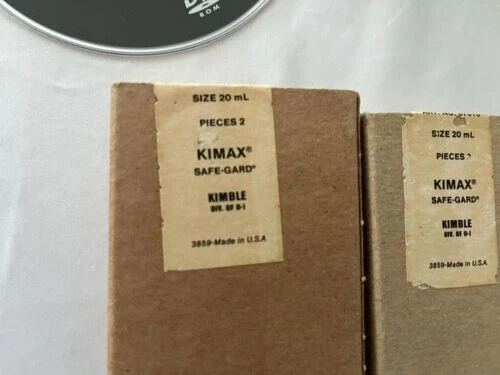 ROM
SIZE 20 mL
PIECES 2
KIMAX®
SAFE-GARD®
KIMBLE
DIV. OF O-I
3859-Made in U.S.A
SIZE 20 mL
PIECES 2
KIMAX®
SAFE-GARD®
KIMBLE
DIV. OF O-I
3859-Made in U.S.A